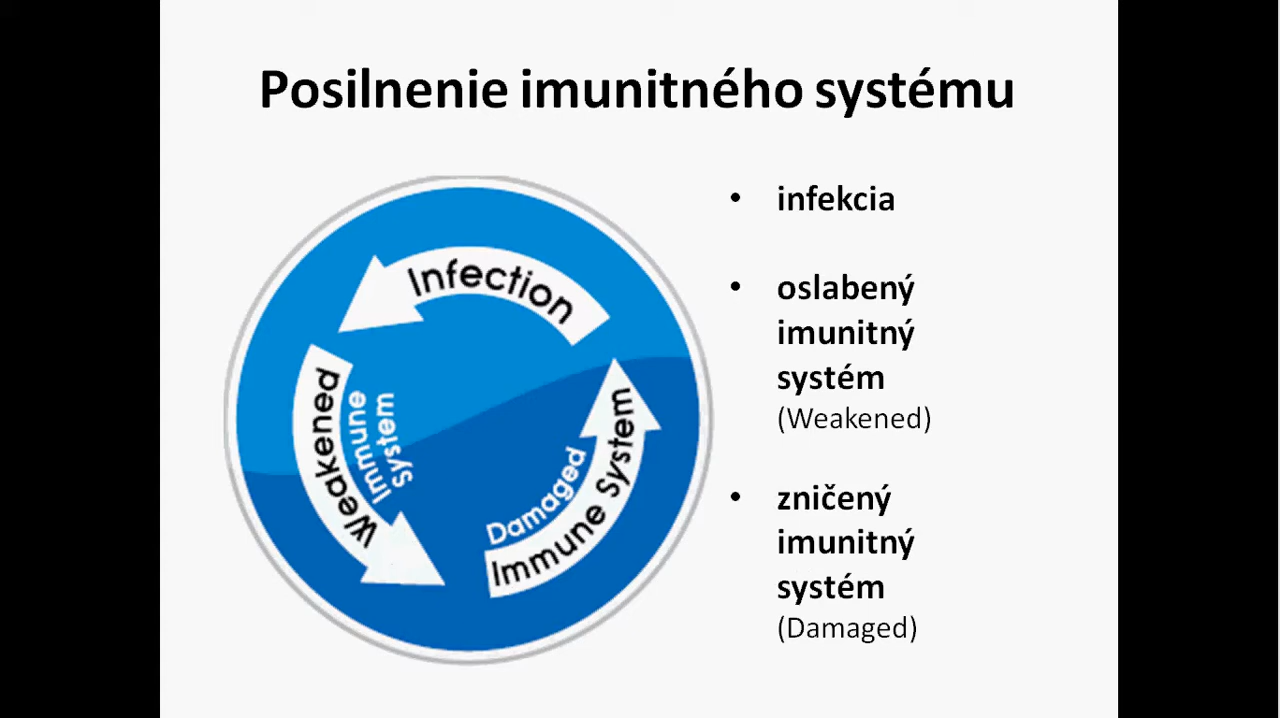 Posilnenie imunitného systému
Infection
Weakened
Immune
System
Damaged
Immune System
• infekcia
• oslabený
imunitný
systém
(Weakened)
• zničený
imunitný
systém
(Damaged)